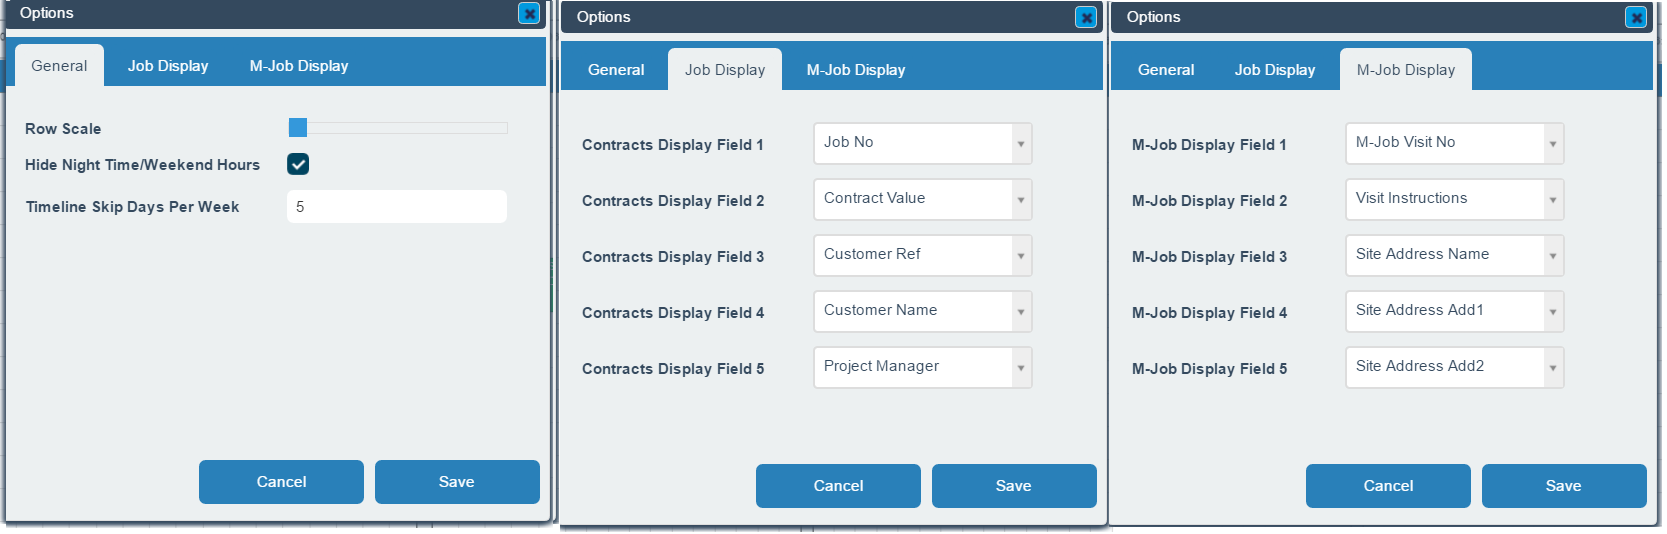 Options
General Job Display M-Job Display
Row Scale
Hide Night Time/Weekend Hours
Timeline Skip Days Per Week 5
Cancel Save
Options
General Job Display M-Job Display
Contracts Display Field 1 Job No
Contracts Display Field 2 Contract Value
Contracts Display Field 3 Customer Ref
Contracts Display Field 4 Customer Name
Contracts Display Field 5 Project Manager
Cancel Save
Options
General Job Display M-Job Display
M-Job Display Field 1 M-Job Visit No
M-Job Display Field 2 Visit Instructions
M-Job Display Field 3 Site Address Name
M-Job Display Field 4 Site Address Add1
M-Job Display Field 5 Site Address Add2
Cancel Save